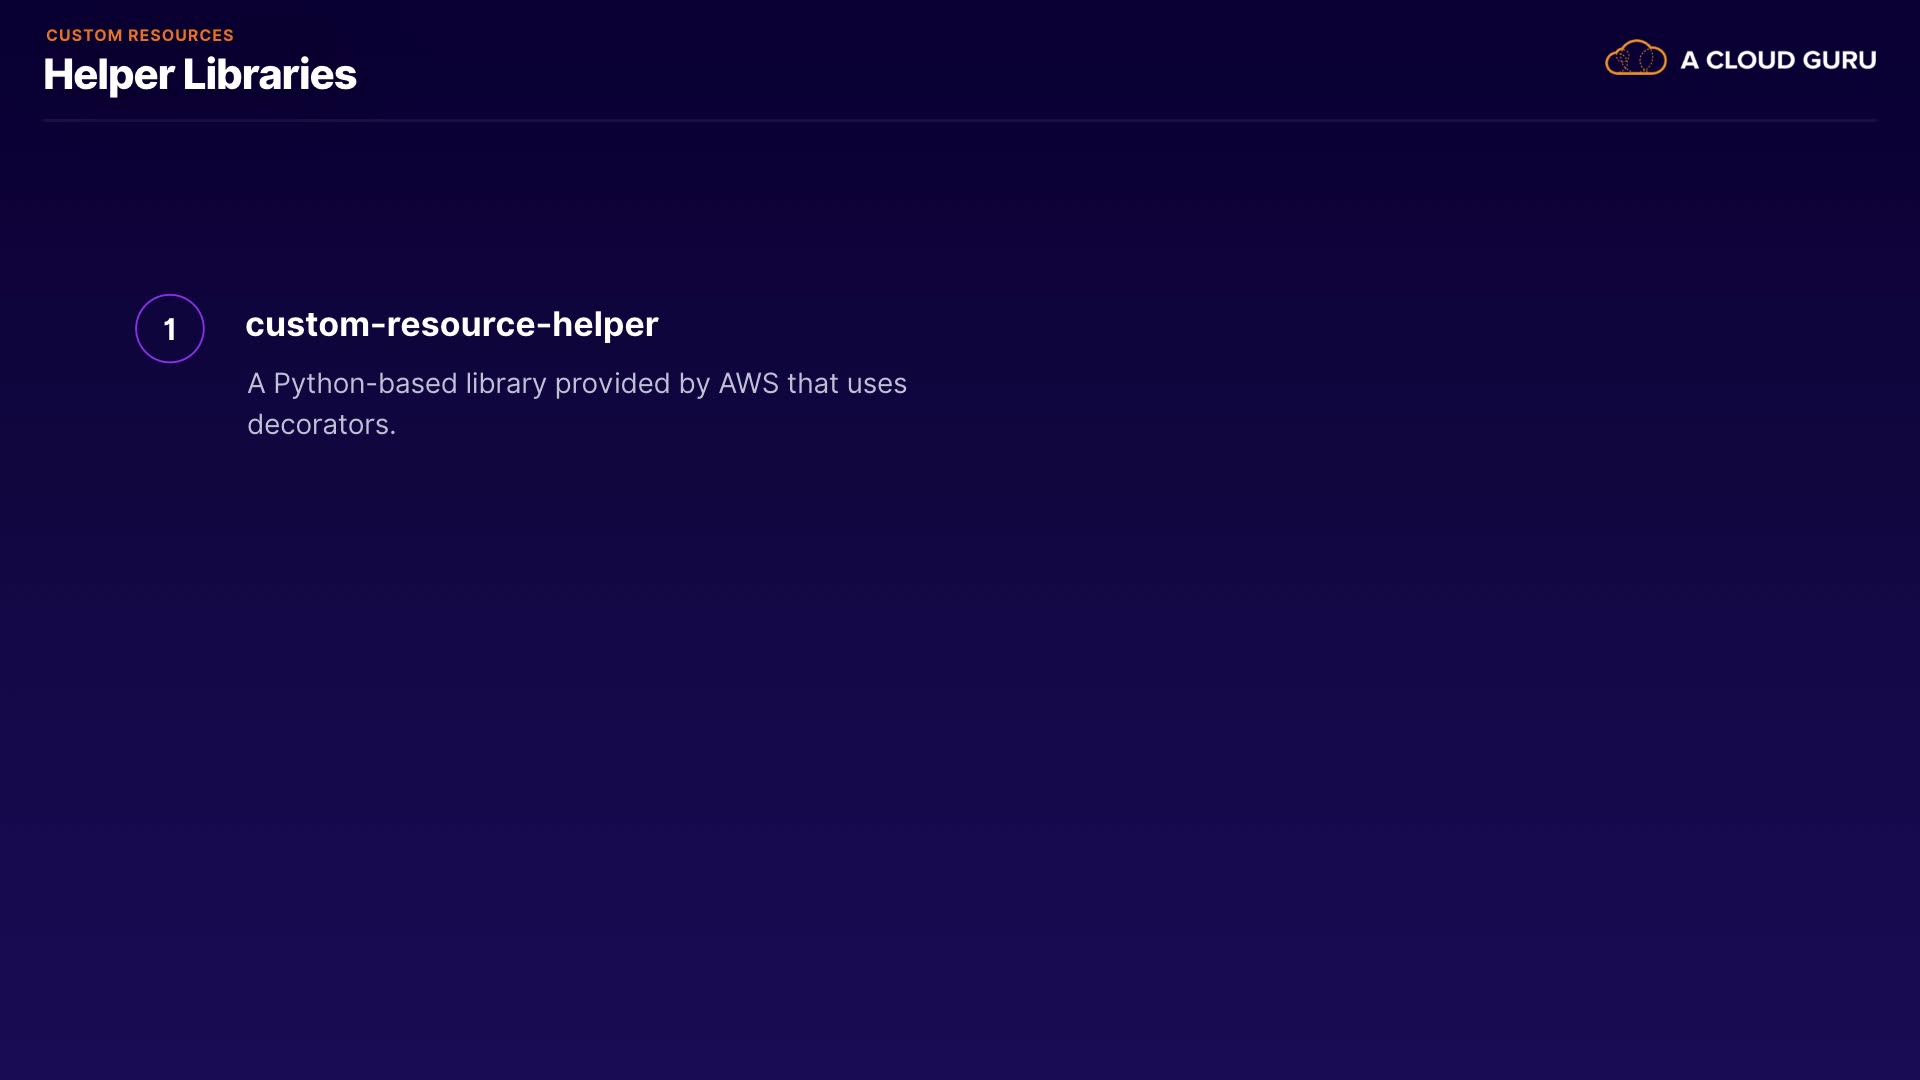 CUSTOM RESOURCES
Helper Libraries
A CLOUD GURU
1
custom-resource-helper
A Python-based library provided by AWS that uses
decorators.